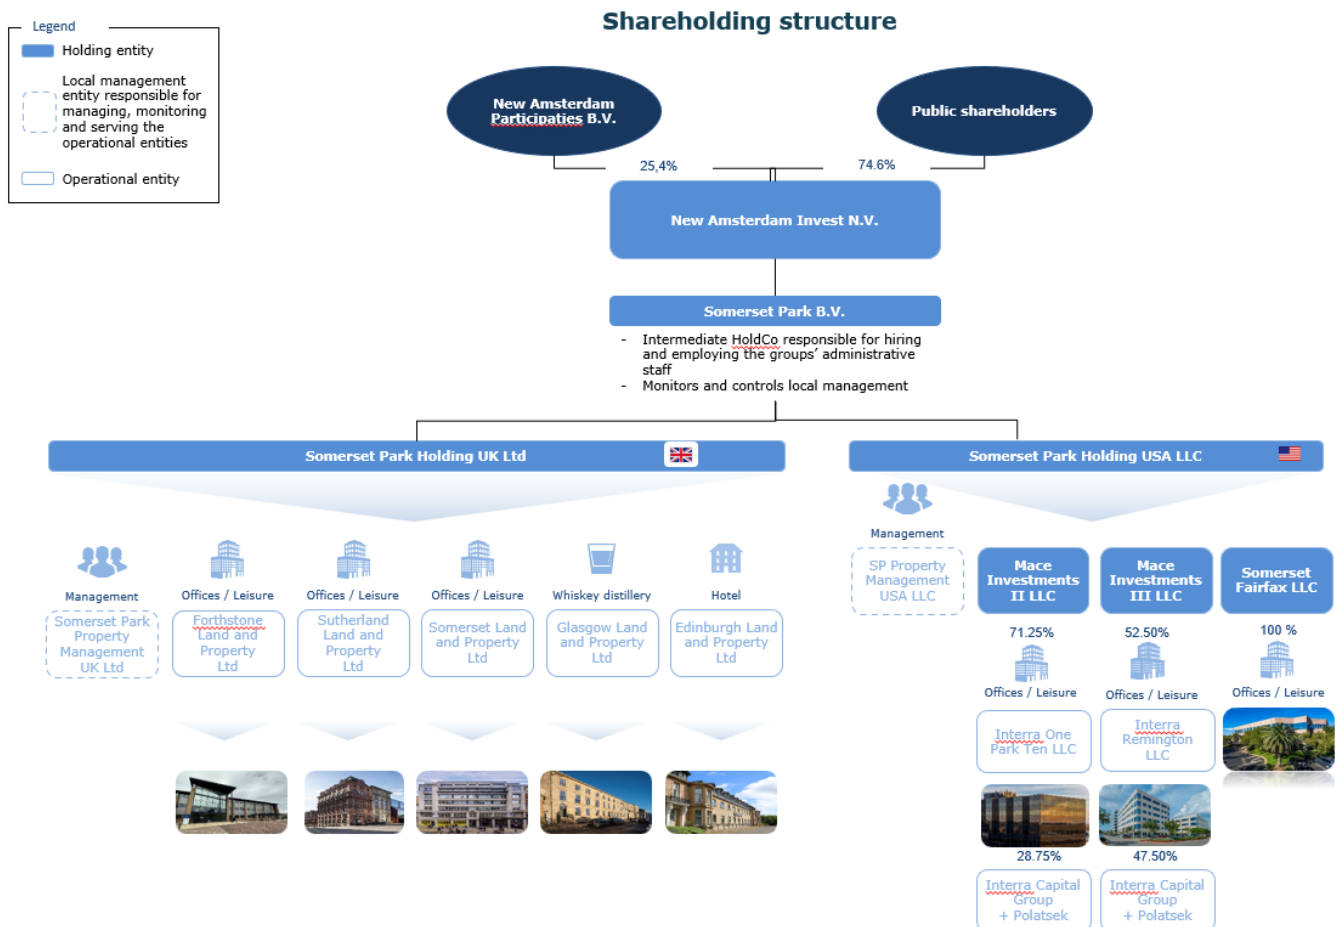 Shareholding structure
Legend
Holding entity
Local management
entity responsible for
managing, monitoring
and serving the
operational entities
Operational entity
New Amsterdam
Participaties B.V.
Public shareholders
25,4%
74.6%
New Amsterdam Invest N.V.
Somerset Park B.V.
- Intermediate HoldCo responsible for hiring
and employing the groups' administrative
staff
- Monitors and controls local management
Somerset Park Holding UK Ltd
Somerset Park Holding USA LLC
Management
Somerset Park
Property
Management
UK Ltd
Offices / Leisure
Forthstone
Land and
Property
Ltd
Offices / Leisure
Sutherland
Land and
Property
Ltd
Offices / Leisure
Somerset Land
and Property
Ltd
Whiskey distillery
Glasgow Land
and Property
Ltd
Hotel
Edinburgh Land
and Property
Ltd
Management
SP Property
Management
USA LLC
Mace
Investments
II LLC
71.25%
Offices / Leisure
Interra One
Park Ten LLC
28.75%
Interra Capital
Group
+ Polatsek
Mace
Investments
III LLC
52.50%
Offices / Leisure
Interra
Remington
LLC
47.50%
Interra Capital
Group
+ Polatsek
Somerset
Fairfax LLC
100 %
Offices / Leisure